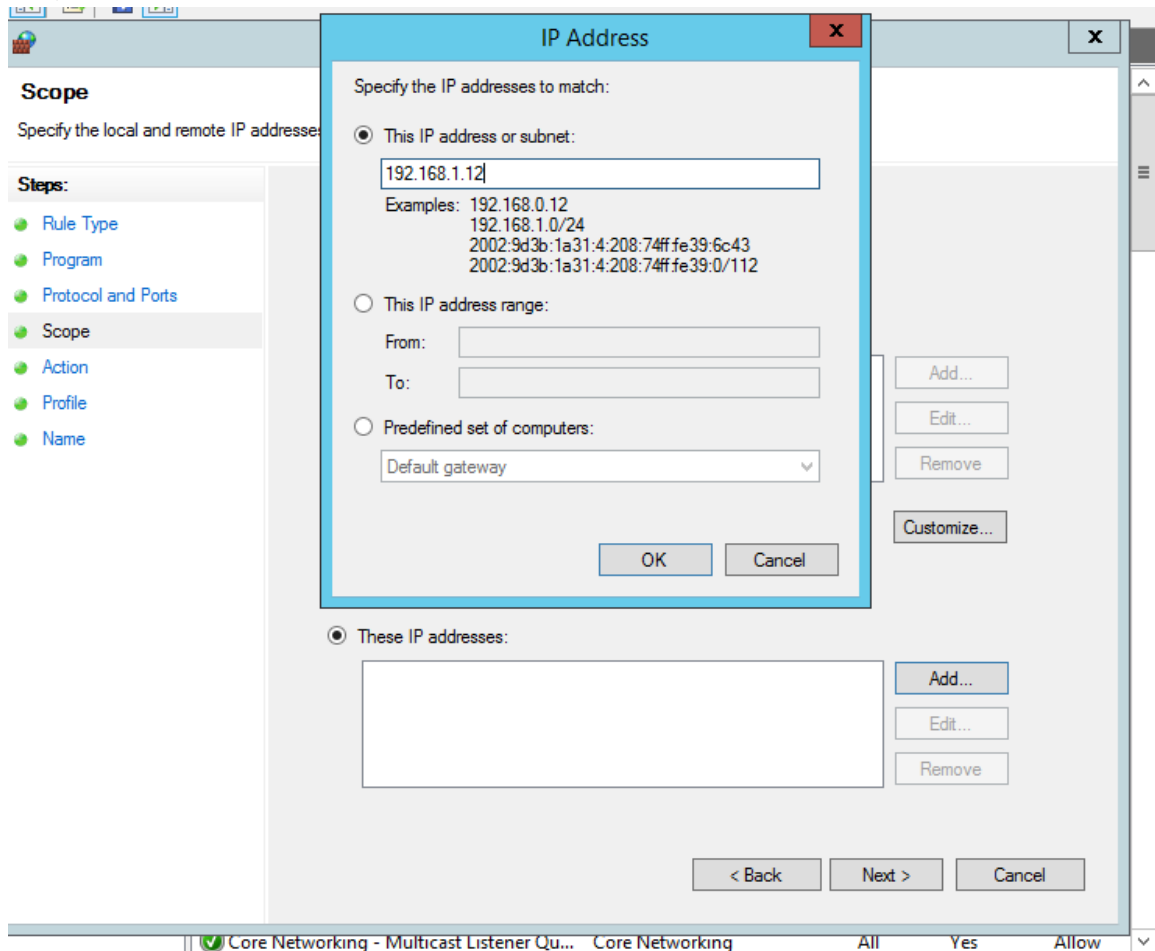 IP Address
x
x
Scope
Specify the local and remote IP addresses
Steps:
Rule Type
Program
Protocol and Ports
Scope
Action
Profile
Name
Specify the IP addresses to match:
This IP address or subnet:
192.168.1.12
Examples: 192.168.0.12
192.168.1.0/24
2002:9d3b:1a31:4:208:74ff:fe39:6c43
2002:9d3b:1a31:4:208:74ff:fe39:0/112
This IP address range:
From:
To:
Predefined set of computers:
Default gateway
OK Cancel
Add...
Edit...
Remove
Customize...
These IP addresses:
Add...
Edit...
Remove
< Back Next > Cancel
Core Networking - Multicast Listener Qu... Core Networking All Yes Allow